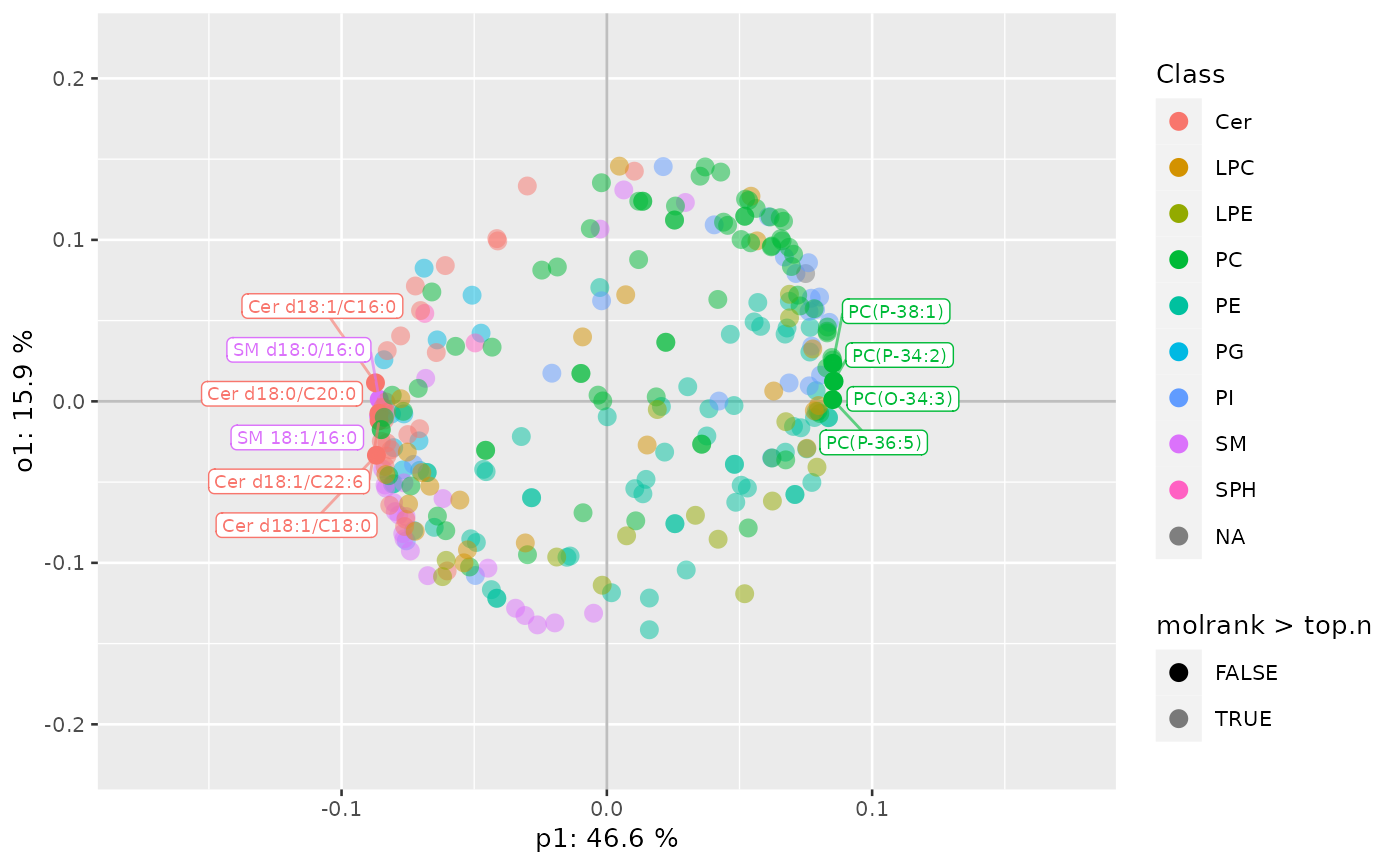 0.2
0.1
0.0
-0.1
-0.2
o1: 15.9 %
Cer d18:1/C16:0
SM d18:0/16:0
Cer d18:0/C20:0
SM 18:1/16:0
Cer d18:1/C22:6
Cer d18:1/C18:0
PC(P-38:1)
PC(P-34:2)
PC(O-34:3)
PC(P-36:5)
-0.1
0.0
0.1
p1: 46.6 %
Class
Cer
LPC
LPE
PC
PE
PG
PI
SM
SPH
NA
molrank > top.n
FALSE
TRUE